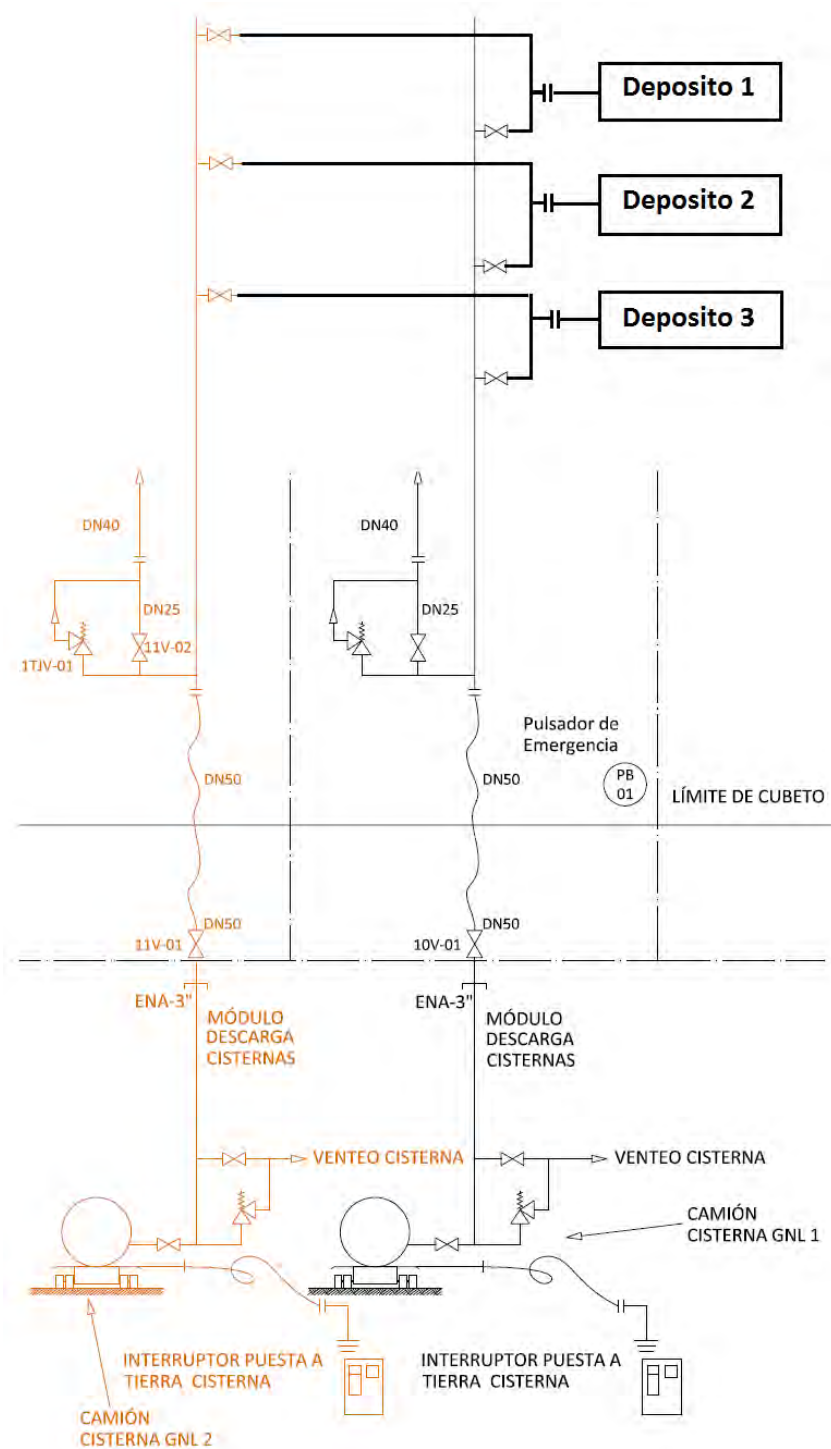 Deposito 1
Deposito 2
Deposito 3
DN40
DN40
DN25
DN25
11V-02
1TJV-01
Pulsador de
Emergencia
PB
01
DN50
DN50
LÍMITE DE CUBETO
DN50
DN50
11V-01
10V-01
ENA-3"
ENA-3"
MÓDULO
DESCARGA
CISTERNAS
MÓDULO
DESCARGA
CISTERNAS
VENTEO CISTERNA
VENTEO CISTERNA
CAMIÓN
CISTERNA GNL 1
INTERRUPTOR PUESTA A
TIERRA CISTERNA
INTERRUPTOR PUESTA A
TIERRA CISTERNA
CAMIÓN
CISTERNA GNL 2